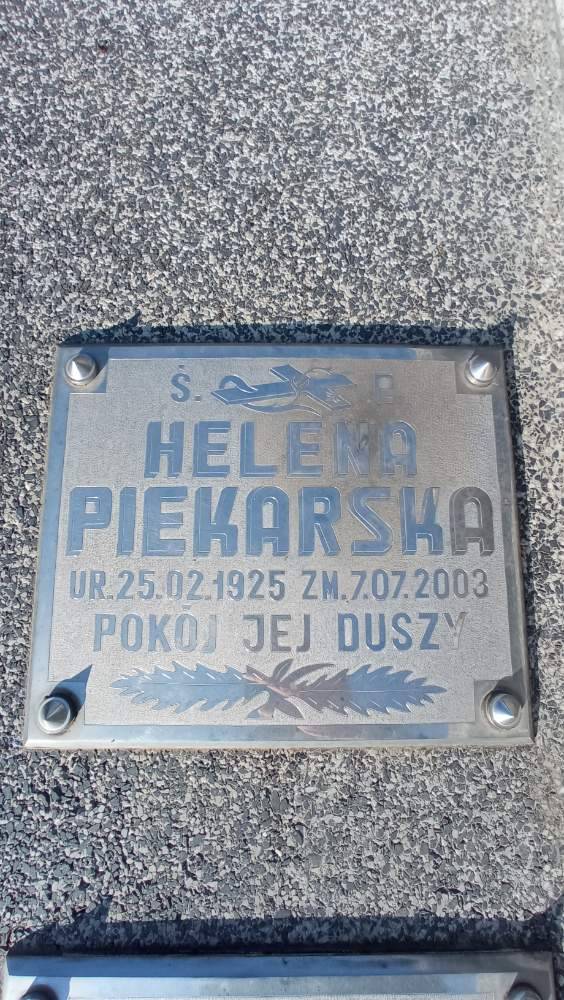 Ś. P.
HELENA
PIEKARSKA
UR.25.02.1925 ZM.7.07.2003
POKÓJ JEJ DUSZY